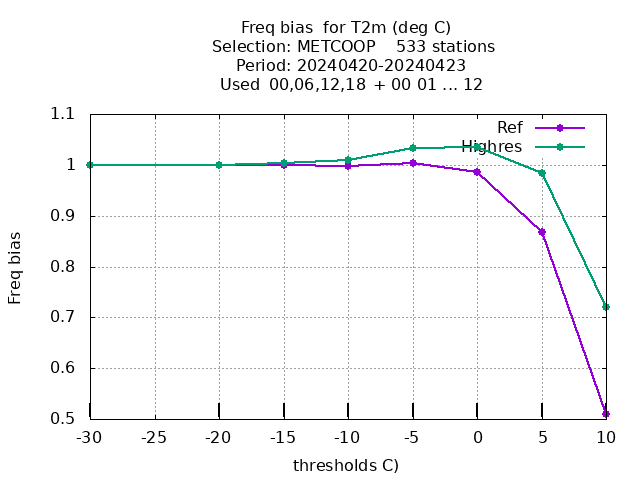 Freq bias  for T2m (deg C)
Selection: METCOOP    533 stations
Period: 20240420-20240423
Used  00,06,12,18  + 00 01 ... 12
Ref
Highres
Freq bias
1.1
1
0.9
0.8
0.7
0.6
0.5
-30 -25 -20 -15 -10 -5 0 5 10
thresholds C)